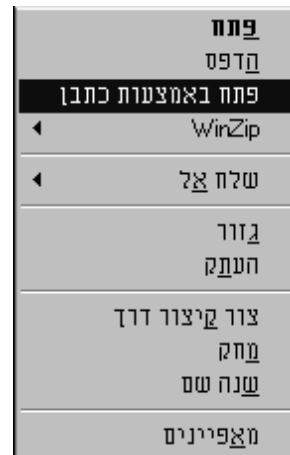 פתח
הדפס
פתח באמצעות כתבן
WinZip
שלח אל
גזור
העתק
צור קיצור דרך
מחק
שנה שם
מאפיינים